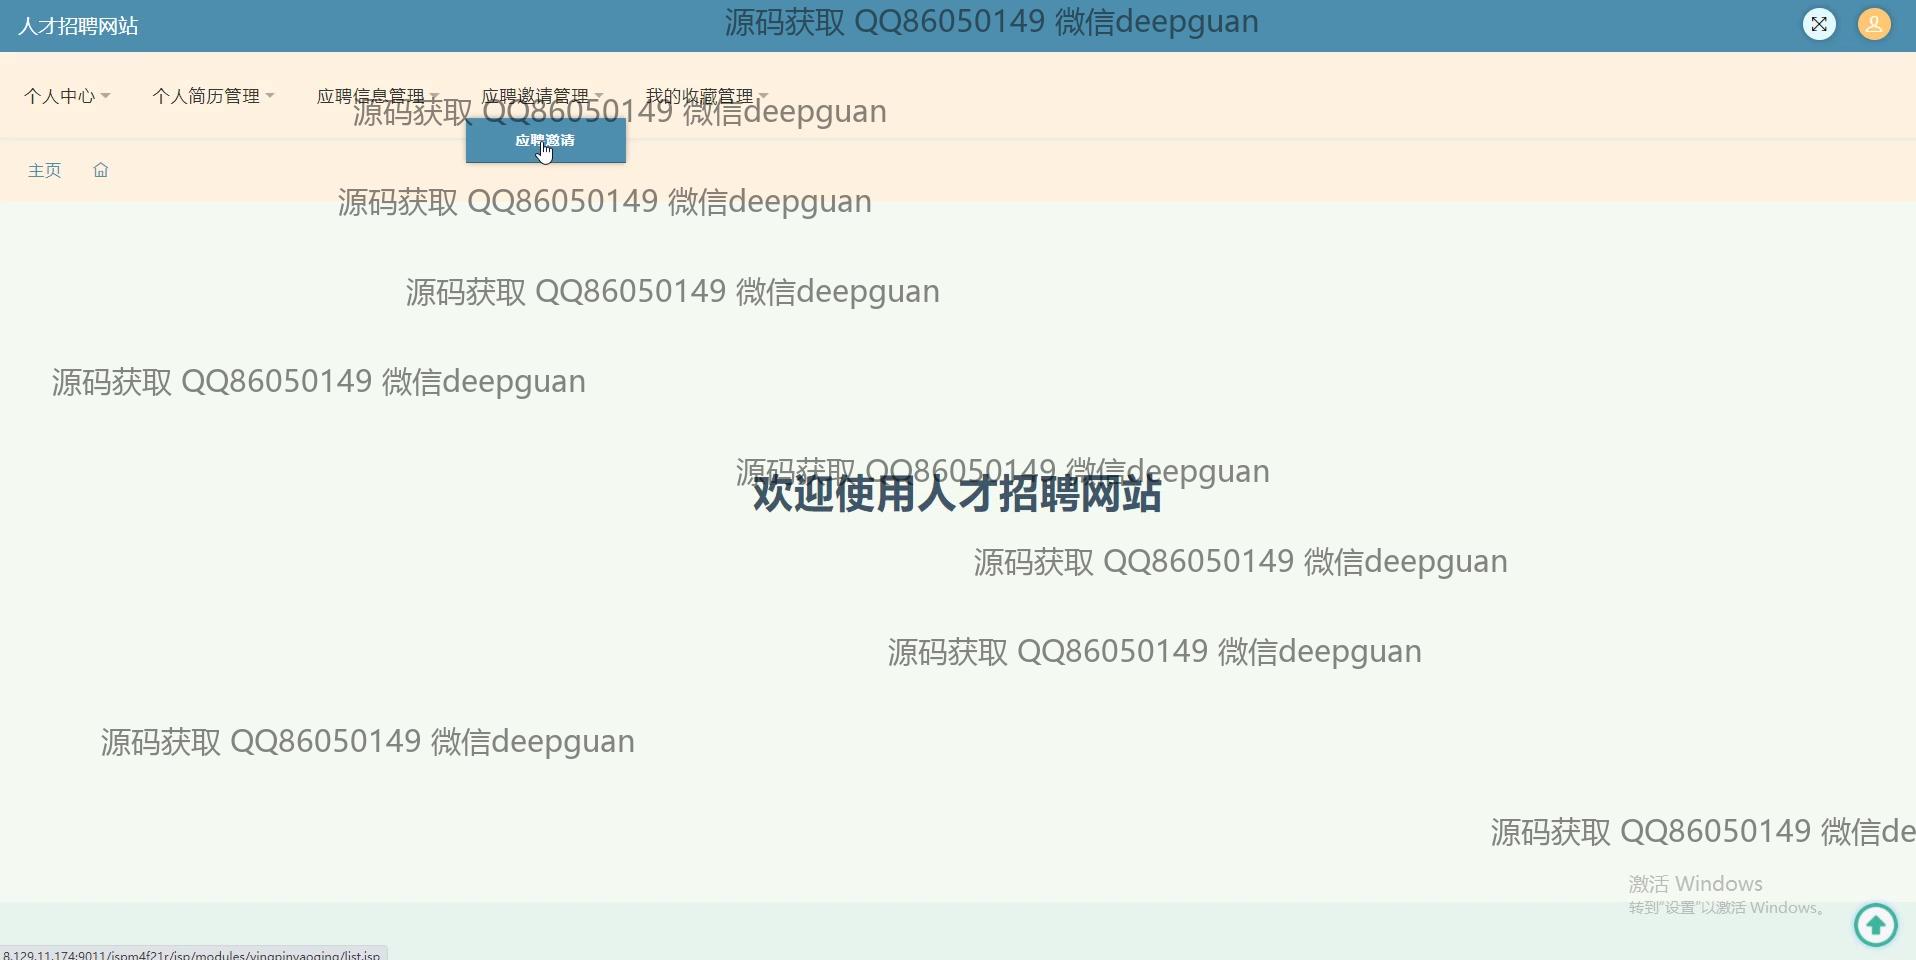 人才招聘网站
源码获取 QQ86050149 微信deepguan
个人中心 个人简历管理 应聘信息管理 应聘邀请管理 我的收藏管理
源码获取 QQ86050149 微信deepguan
应聘邀请
主页
源码获取 QQ86050149 微信deepguan
源码获取 QQ86050149 微信deepguan
源码获取 QQ86050149 微信deepguan
源码获取 QQ86050149 微信deepguan
欢迎使用人才招聘网站
源码获取 QQ86050149 微信deepguan
源码获取 QQ86050149 微信deepguan
源码获取 QQ86050149 微信deepguan
源码获取 QQ86050149 微信de
激活 Windows
转到“设置”以激活 Windows。
8.129.11.174:9011/jspm4f21r/jsp/modules/yingpinyaoqing/list.jsp